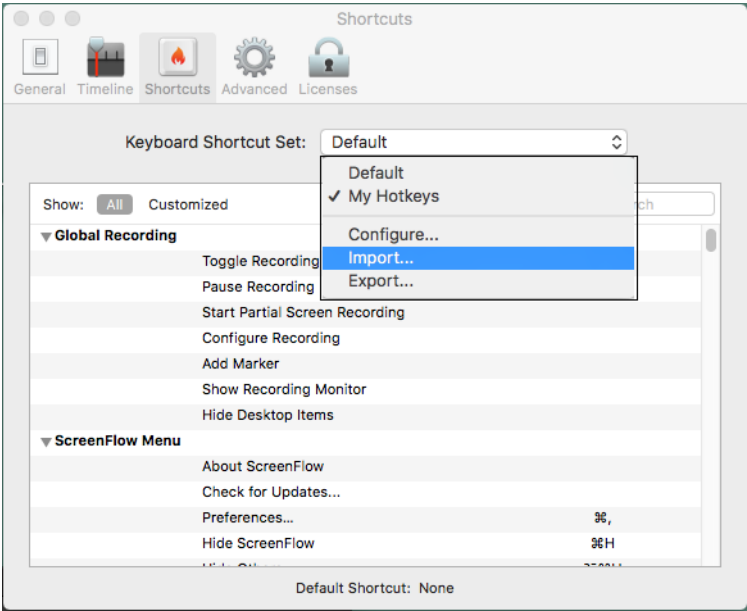 Shortcuts
General Timeline Shortcuts Advanced Licenses
Keyboard Shortcut Set: Default
Default
✓ My Hotkeys
Configure...
Import...
Export...
Show: All Customized
Global Recording
Toggle Recording
Pause Recording
Start Partial Screen Recording
Configure Recording
Add Marker
Show Recording Monitor
Hide Desktop Items
ScreenFlow Menu
About ScreenFlow
Check for Updates...
Preferences... ⌘,
Hide ScreenFlow ⌘H
Default Shortcut: None